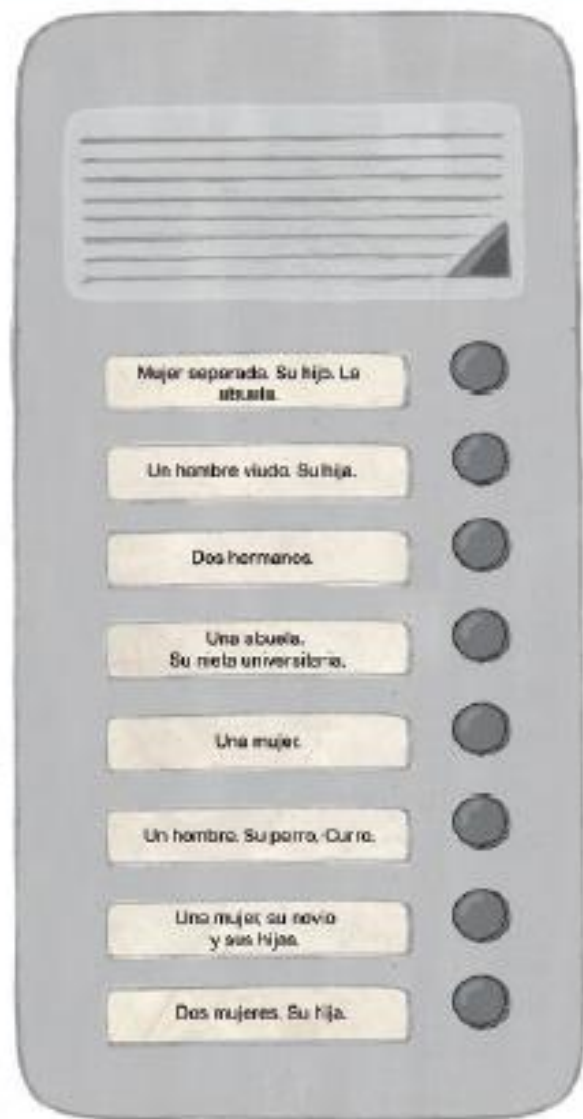 Mujer separada. Su hijo. La
abuela.
Un hombre viudo. Su hija.
Dos hermanos.
Una abuela.
Su nieta universitaria.
Una mujer.
Un hombre. Su perro, Curro.
Una mujer, su novio
y sus hijas.
Dos mujeres. Su hija.